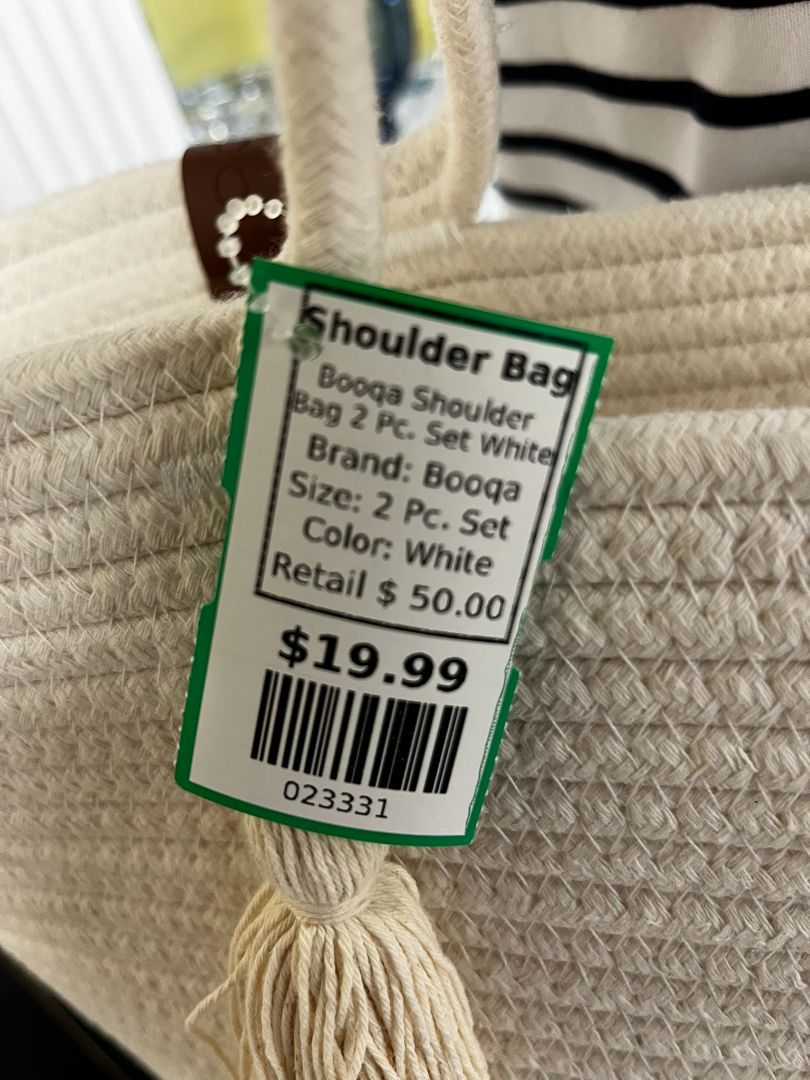 Shoulder Bag
Booqa Shoulder
Bag 2 Pc. Set White
Brand: Booqa
Size: 2 Pc. Set
Color: White
Retail $ 50.00
$19.99
023331